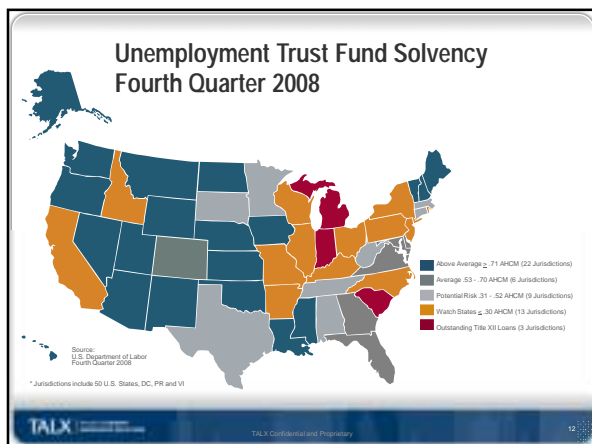 Unemployment Trust Fund Solvency
Fourth Quarter 2008
Above Average > .71 AHCM (22 Jurisdictions)
Average .53 - .70 AHCM (6 Jurisdictions)
Potential Risk .31 - .52 AHCM (9 Jurisdictions)
Watch States < .30 AHCM (13 Jurisdictions)
Outstanding Title XII Loans (3 Jurisdictions)
Source:
U.S. Department of Labor
Fourth Quarter 2008
* Jurisdictions include 50 U.S. States, DC, PR and VI
TALX
TALX Confidential and Proprietary
12